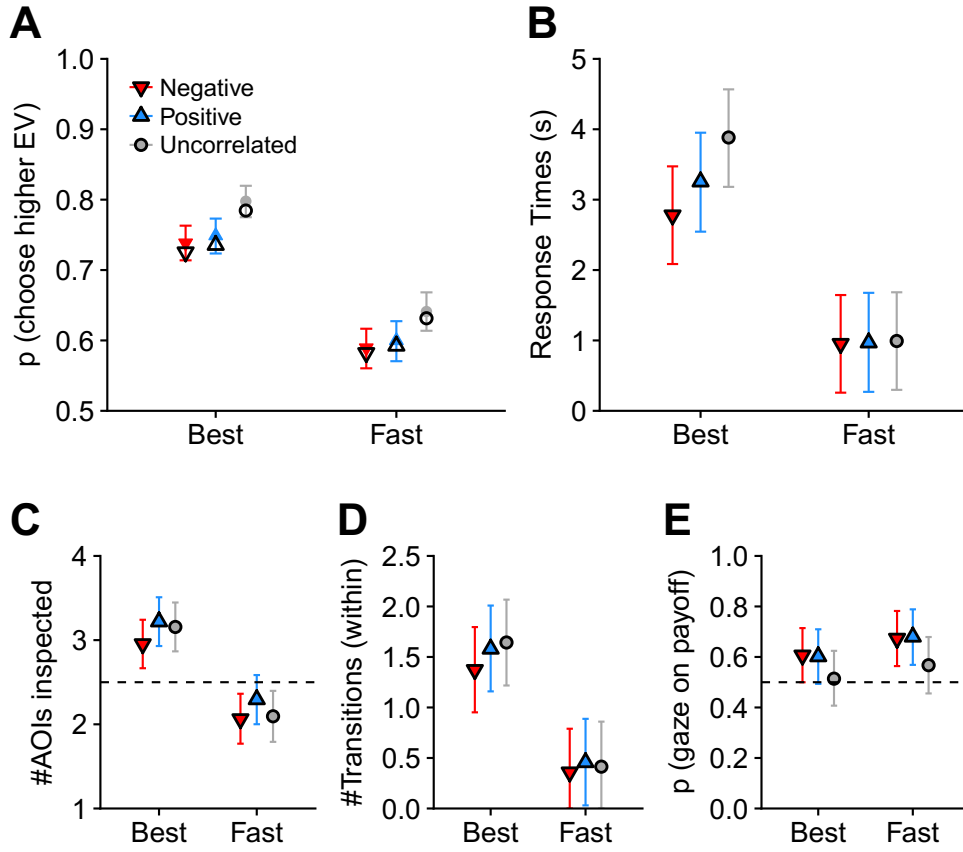 A
p (choose higher EV)
1.0
0.9
0.8
0.7
0.6
0.5
Negative
Positive
Uncorrelated
Best
Fast
B
Response Times (s)
5
4
3
2
1
0
Best
Fast
C
#AOIs inspected
4
3
2
1
Best
Fast
D
#Transitions (within)
2.5
2.0
1.5
1.0
0.5
0.0
Best
Fast
E
p (gaze on payoff)
1.0
0.8
0.6
0.4
0.2
0.0
Best
Fast